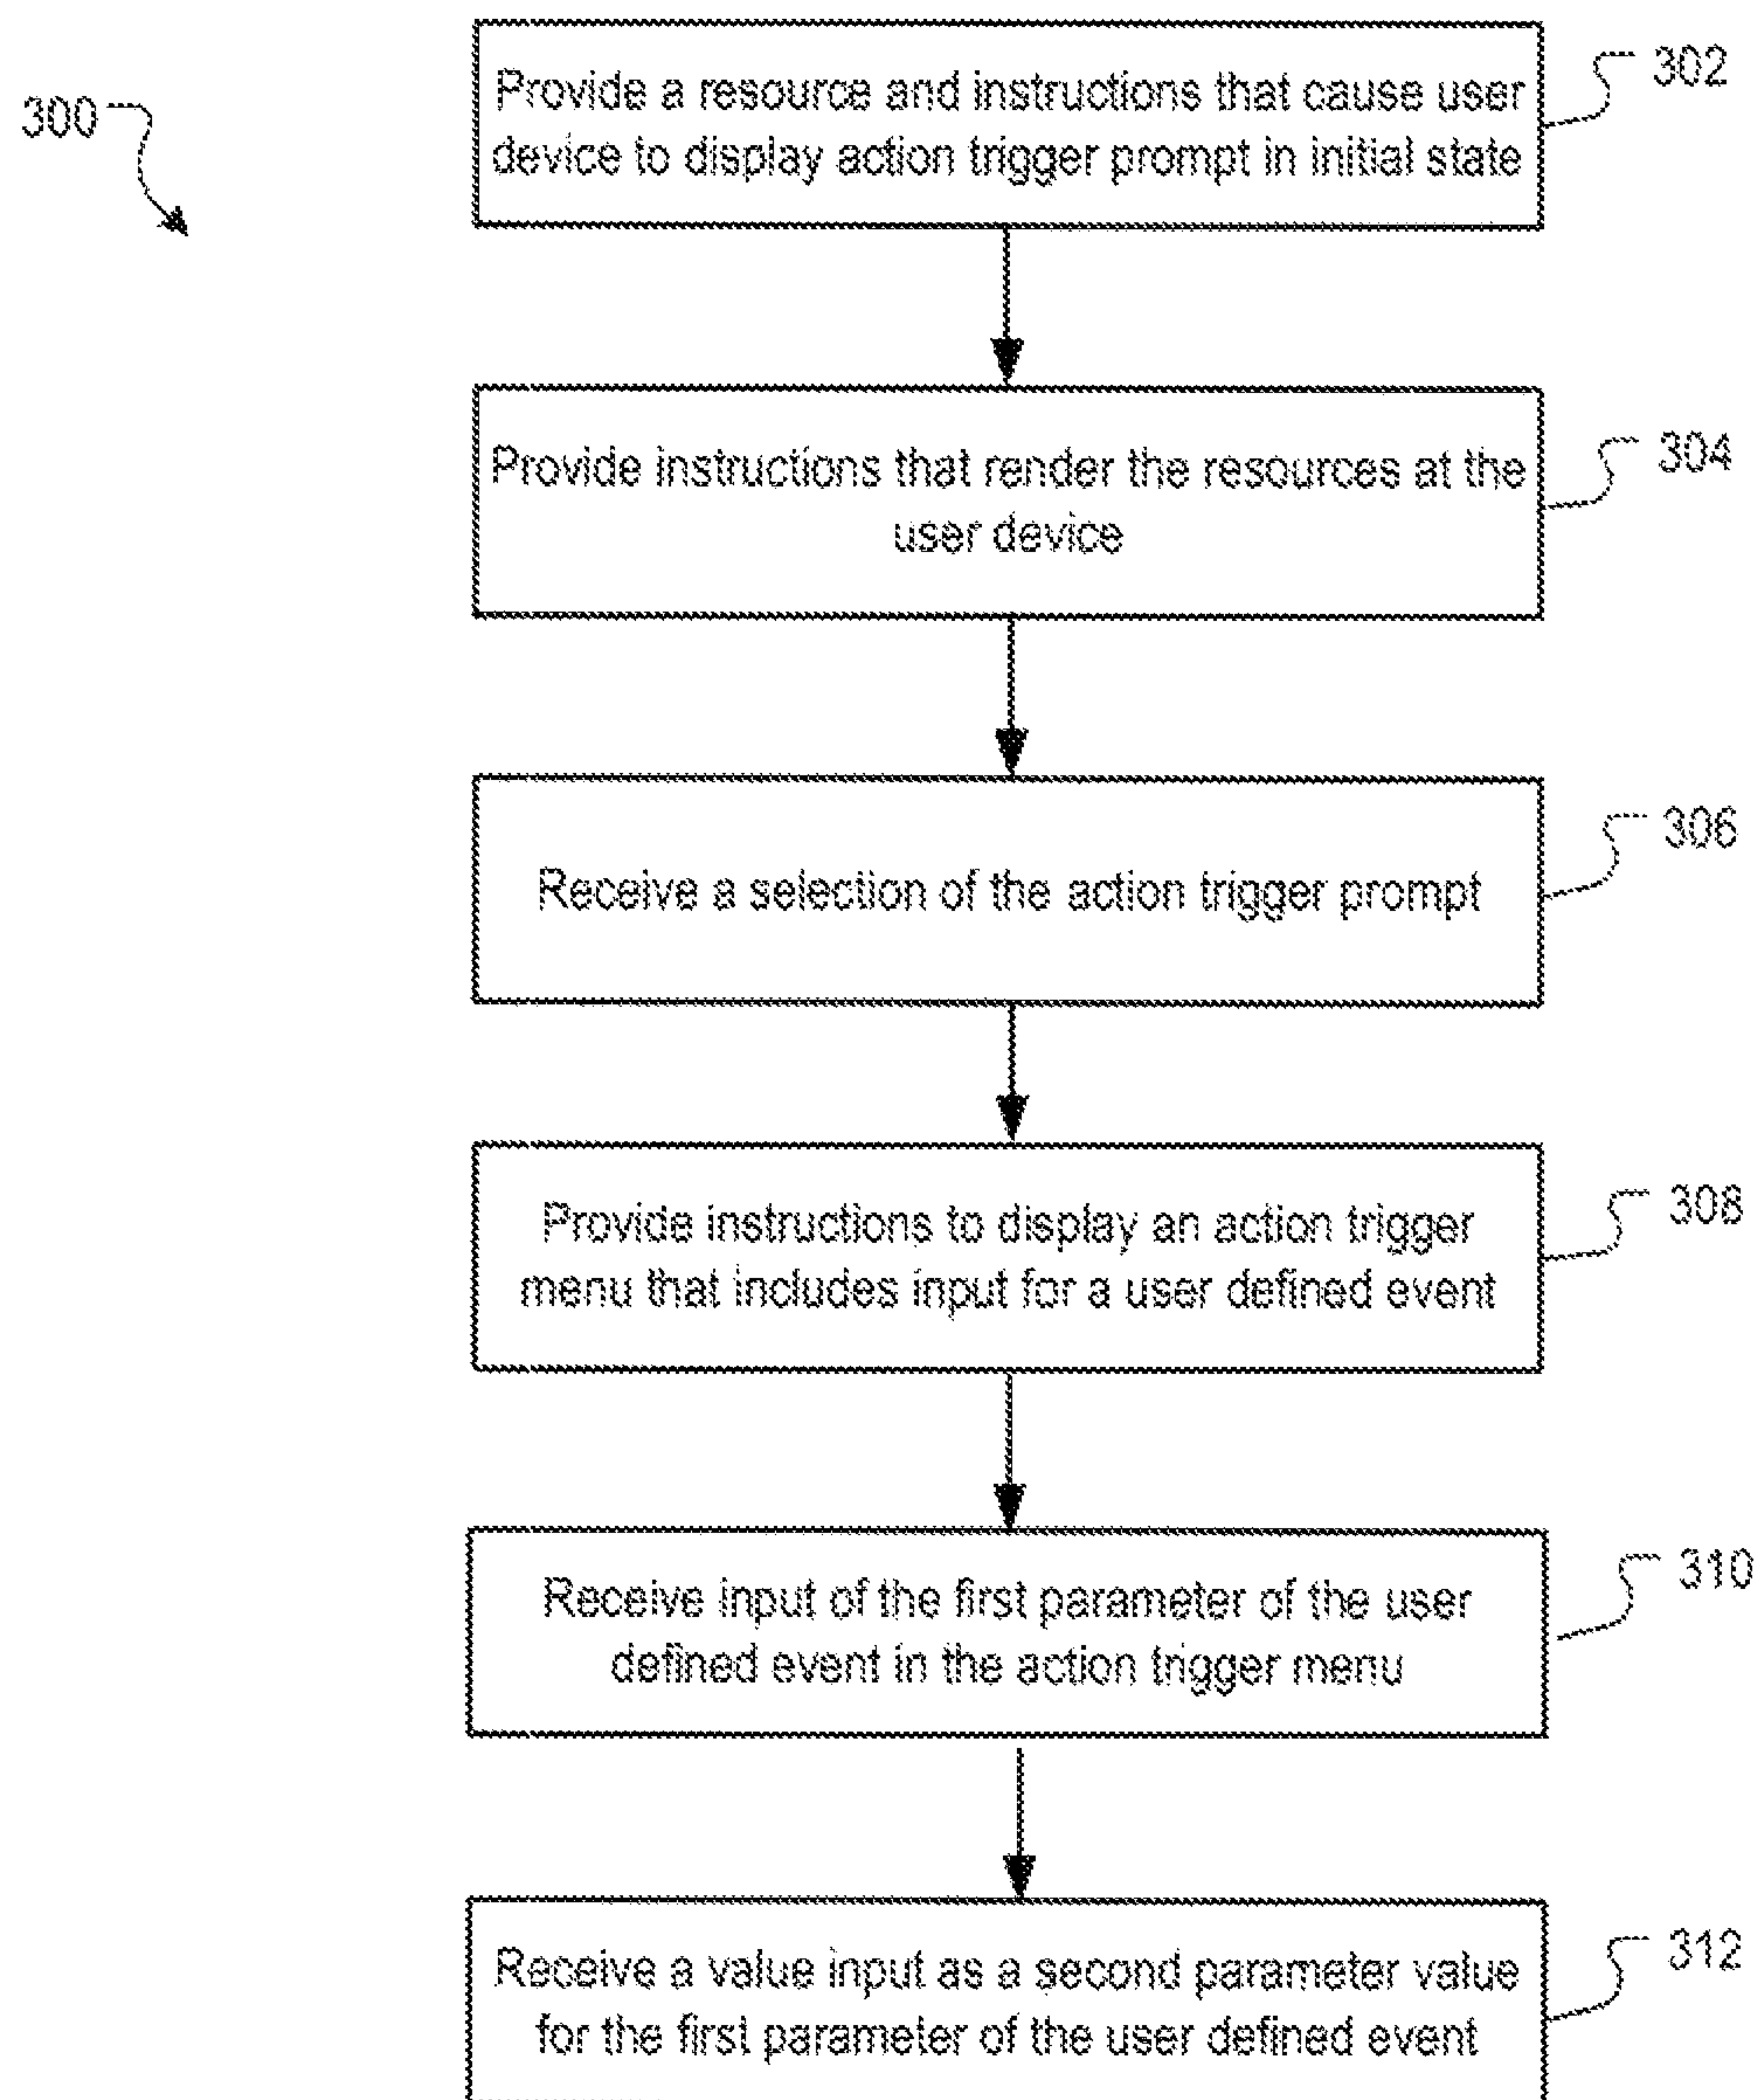 300
Provide a resource and instructions that cause user
device to display action trigger prompt in initial state
302
Provide instructions that render the resources at the
user device
304
Receive a selection of the action trigger prompt
306
Provide instructions to display an action trigger
menu that includes input for a user defined event
308
Receive input of the first parameter of the user
defined event in the action trigger menu
310
Receive a value input as a second parameter value
for the first parameter of the user defined event
312